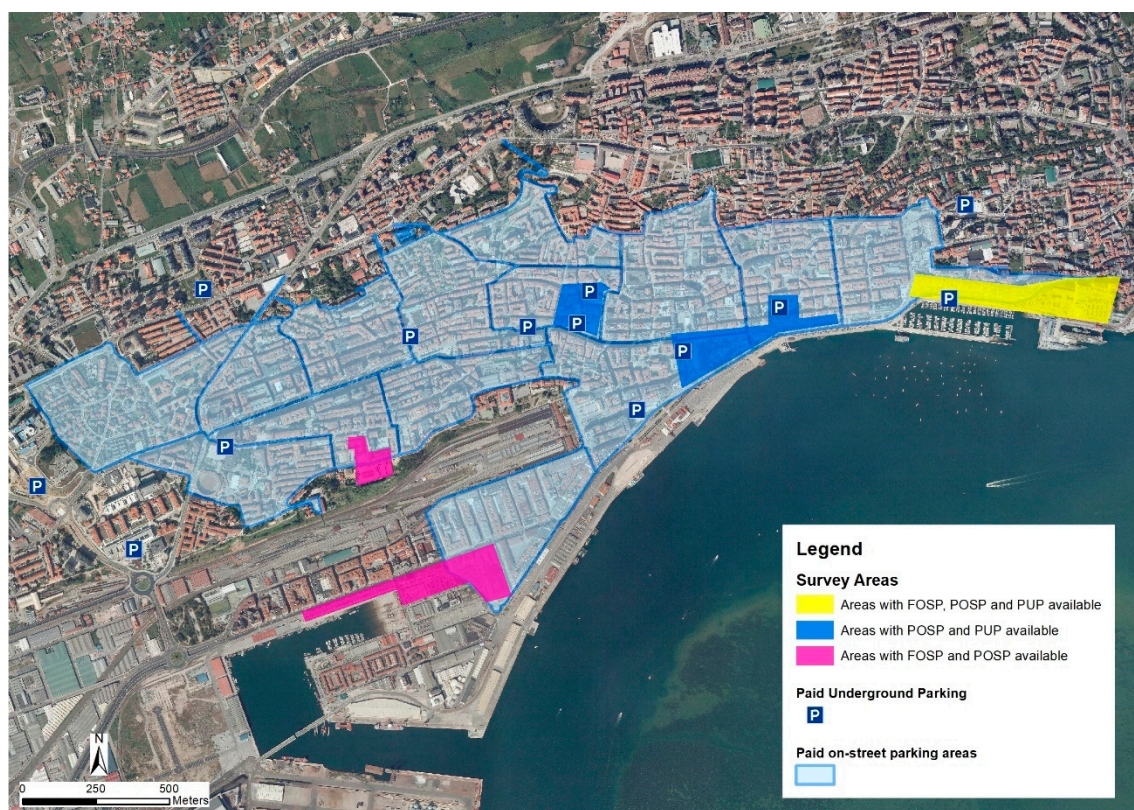 P
P
P
P
P
P
P
P
P
P
P
P
P
Legend
Survey Areas
Areas with FOSP, POSP and PUP available
Areas with POSP and PUP available
Areas with FOSP and POSP available
Paid Underground Parking
P
Paid on-street parking areas
N
0 250 500
Meters